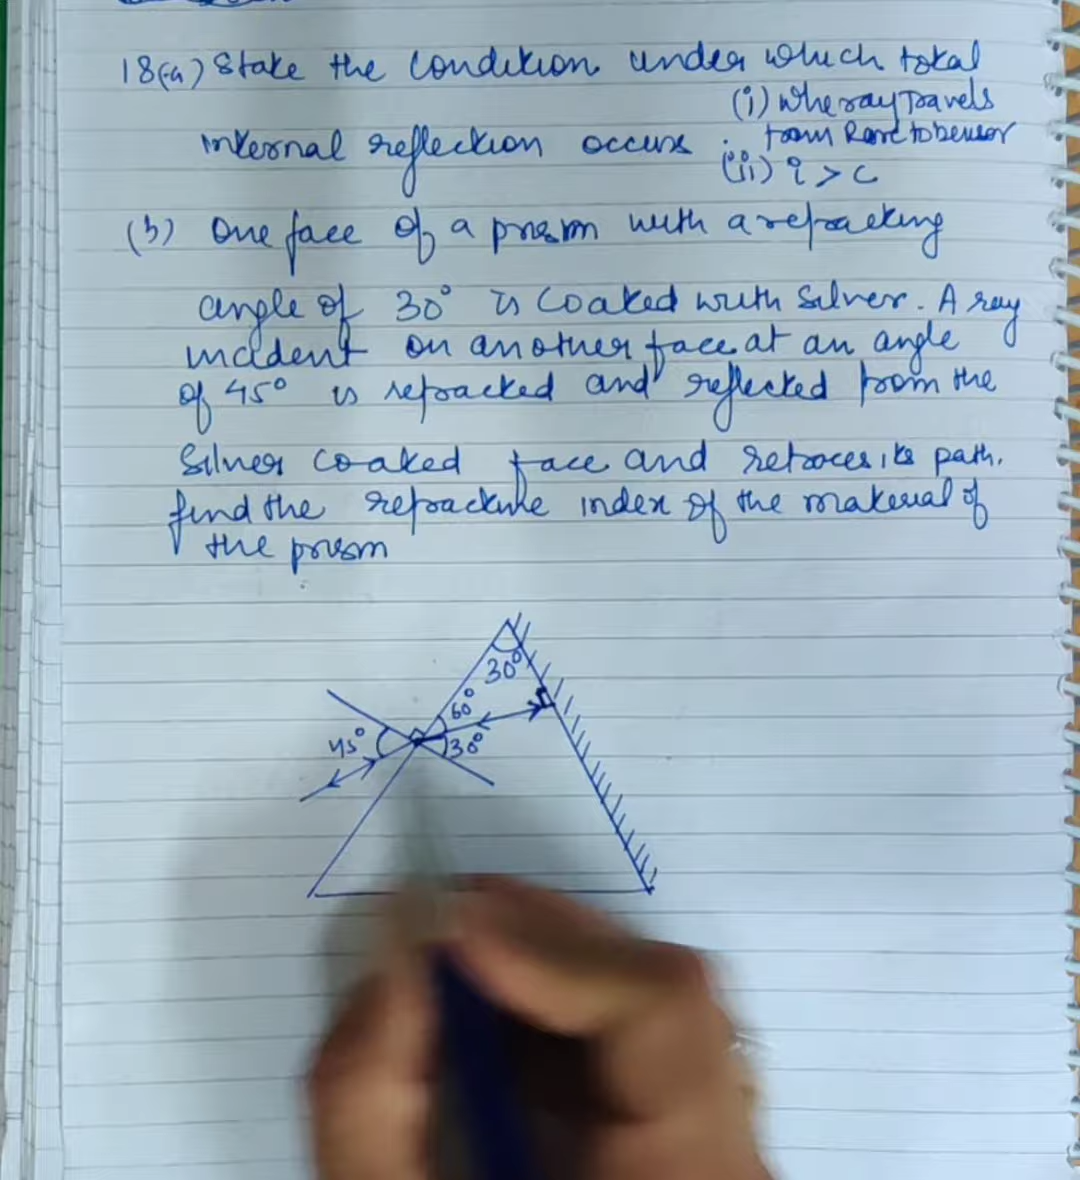 18(a) State the condition under which total
(i) whe ray travels
internal reflection occurs .
from Rare to denser
(ii) i > c
(b) One face of a prism with a refracting
angle of 30° is coated with silver. A ray
incident on another face at an angle
of 45° is refracted and reflected from the
Silver coated face and retraces its path.
find the refractive index of the material of
the prism
30°
60°
45°
30°